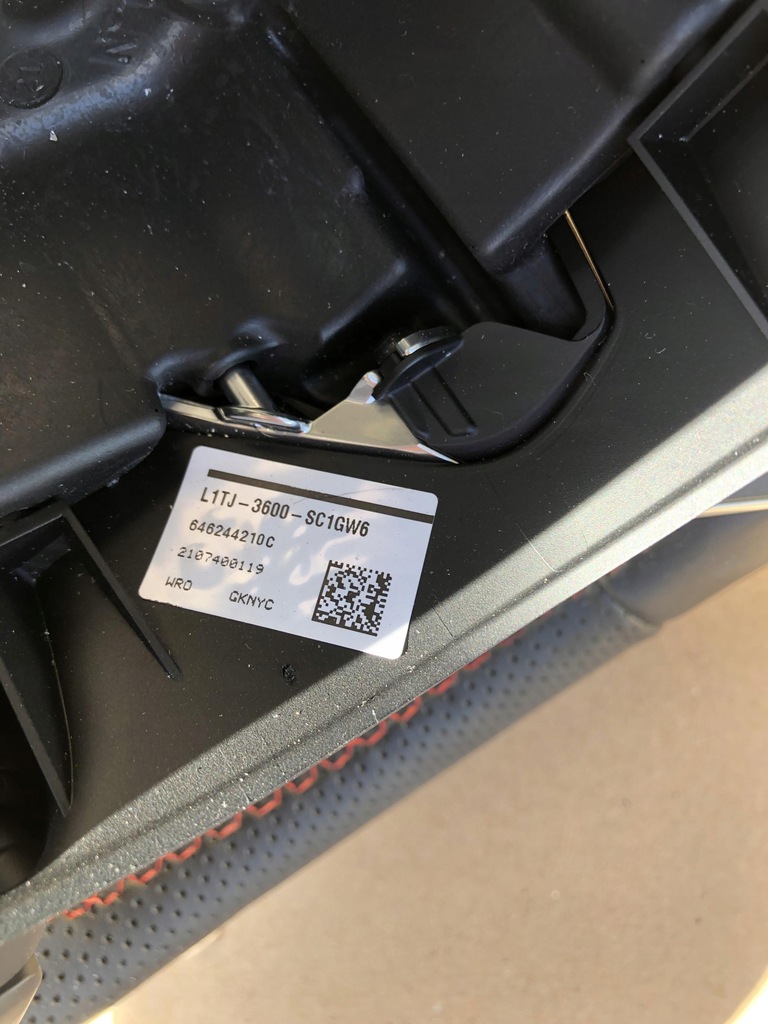 L1TJ-3600-SC1GW6
646244210C
2107400119
WRO GKNYC